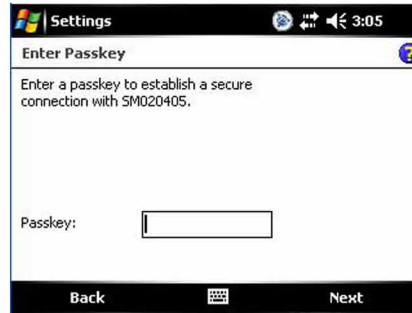 Settings 3:05
Enter Passkey
Enter a passkey to establish a secure
connection with SM020405.
Passkey:
Back Next